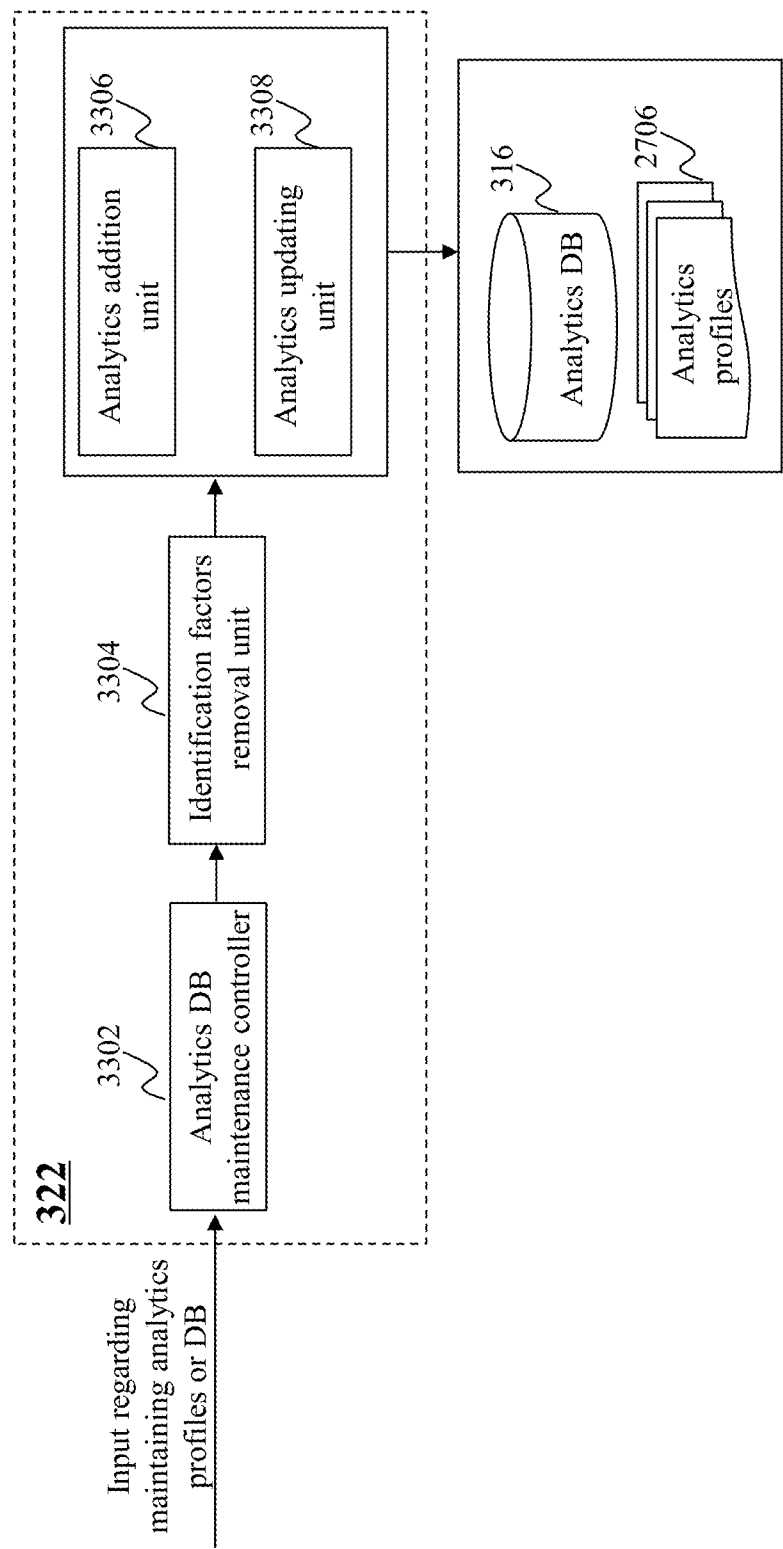 322
Input regarding
maintaining analytics
profiles or DB
3302
Analytics DB
maintenance controller
3304
Identification factors
removal unit
3306
Analytics addition
unit
3308
Analytics updating
unit
316
Analytics DB
2706
Analytics
profiles